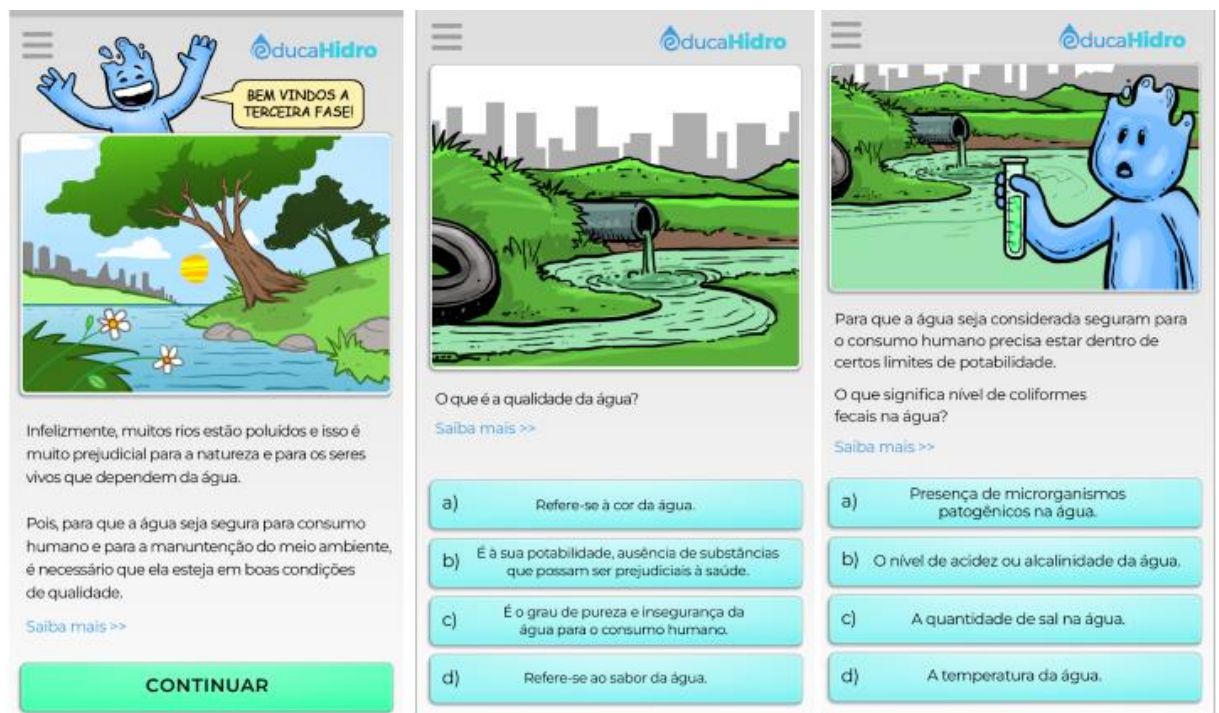 êducaHidro
BEM VINDOS A
TERCEIRA FASE!
Infelizmente, muitos rios estão poluídos e isso é
muito prejudicial para a natureza e para os seres
vivos que dependem da água.
Pois, para que a água seja segura para consumo
humano e para a manuntenção do meio ambiente,
é necessário que ela esteja em boas condições
de qualidade.
Saiba mais >>
CONTINUAR
êducaHidro
O que é a qualidade da água?
Saiba mais >>
a) Refere-se à cor da água.
b) É à sua potabilidade, ausência de substâncias
que possam ser prejudiciais à saúde.
c) É o grau de pureza e insegurança da
água para o consumo humano.
d) Refere-se ao sabor da água.
êducaHidro
Para que a água seja considerada seguram para
o consumo humano precisa estar dentro de
certos limites de potabilidade.
O que significa nível de coliformes
fecais na água?
Saiba mais >>
a) Presença de microrganismos
patogênicos na água.
b) O nível de acidez ou alcalinidade da água.
c) A quantidade de sal na água.
d) A temperatura da água.